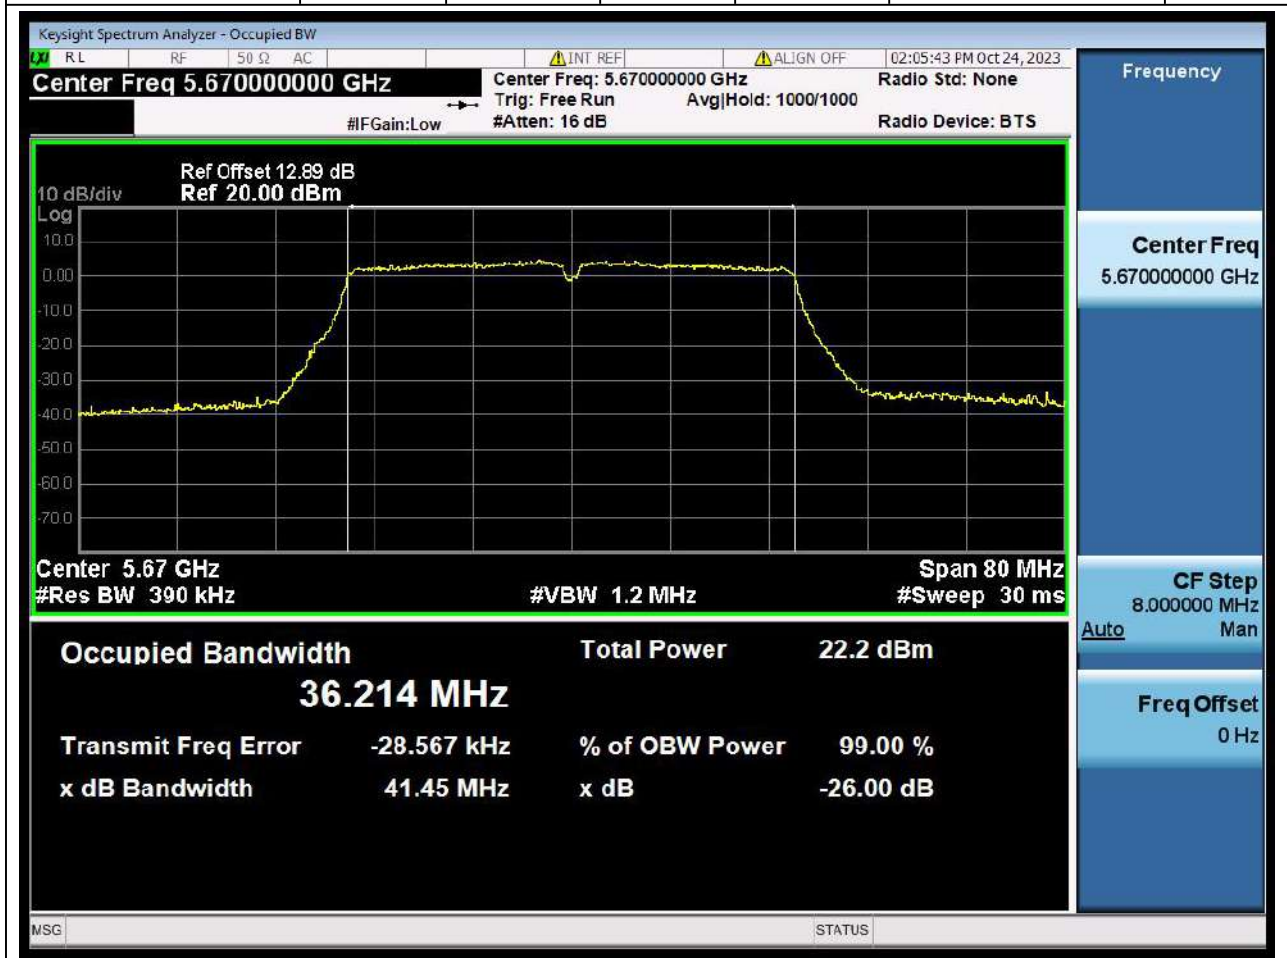 Keysight Spectrum Analyzer - Occupied BW
LXI RL RF 50 Ω AC INT REF ALIGN OFF 02:05:43 PM Oct 24, 2023
Center Freq 5.670000000 GHz
Center Freq: 5.670000000 GHz Radio Std: None
Trig: Free Run Avg|Hold: 1000/1000
#IFGain:Low #Atten: 16 dB Radio Device: BTS
Ref Offset 12.89 dB
10 dB/div Ref 20.00 dBm
Log
10.0
0.00
-10.0
-20.0
-30.0
-40.0
-50.0
-60.0
-70.0
Center 5.67 GHz Span 80 MHz
#Res BW 390 kHz #VBW 1.2 MHz #Sweep 30 ms
Occupied Bandwidth Total Power 22.2 dBm
36.214 MHz
Transmit Freq Error -28.567 kHz % of OBW Power 99.00 %
x dB Bandwidth 41.45 MHz x dB -26.00 dB
MSG STATUS
Frequency
Center Freq
5.670000000 GHz
CF Step
8.000000 MHz
Auto Man
Freq Offset
0 Hz